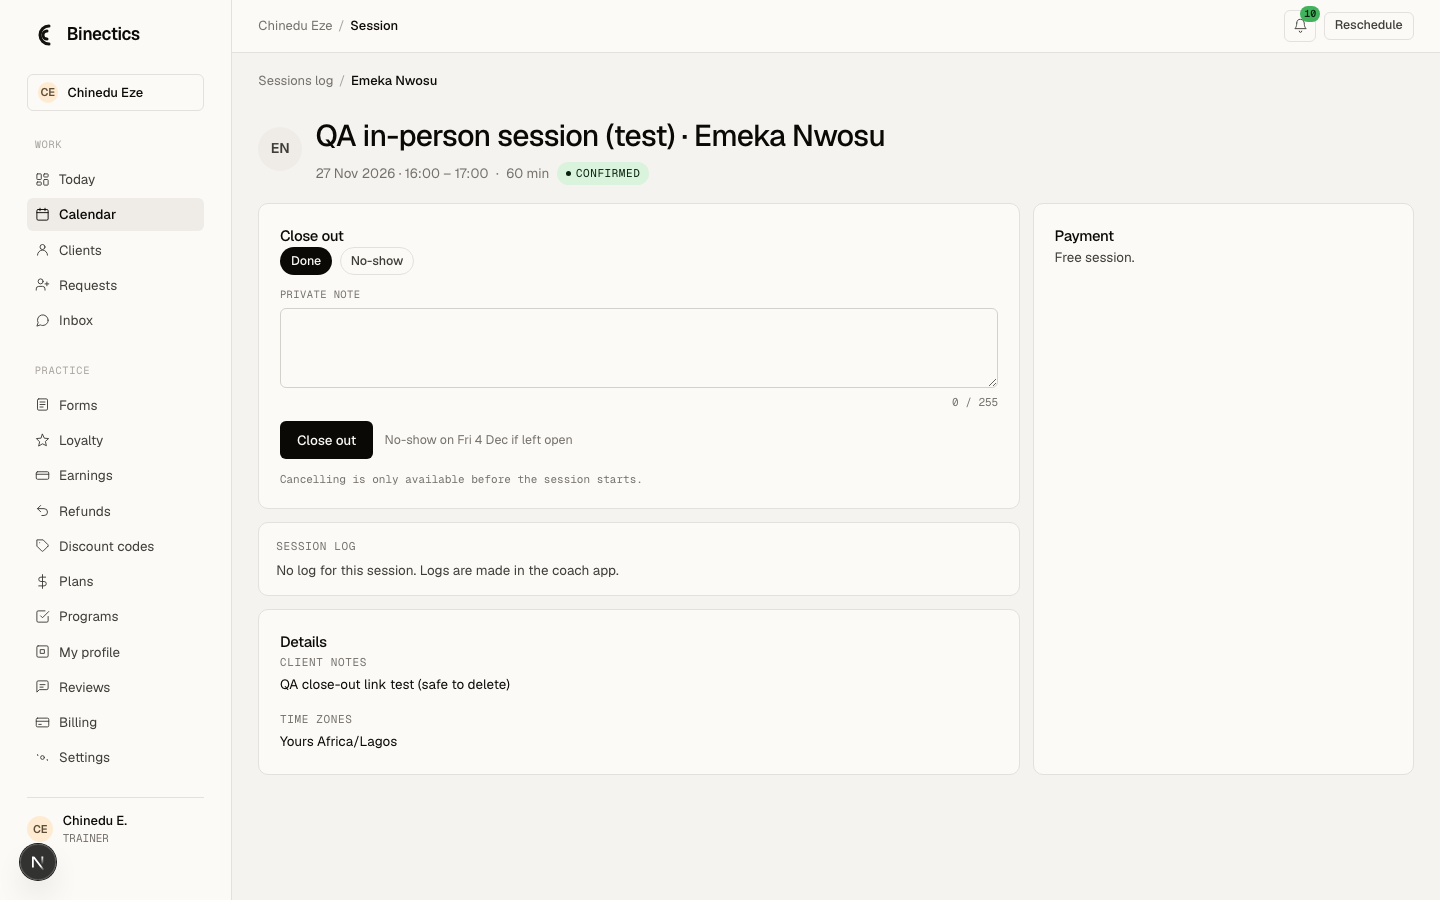 Binectics
CE Chinedu Eze
WORK
Today
Calendar
Clients
Requests
Inbox
PRACTICE
Forms
Loyalty
Earnings
Refunds
Discount codes
Plans
Programs
My profile
Reviews
Billing
Settings
CE Chinedu E.
TRAINER
N
Chinedu Eze / Session
10
Reschedule
Sessions log / Emeka Nwosu
EN
QA in-person session (test) · Emeka Nwosu
27 Nov 2026 · 16:00 – 17:00 · 60 min CONFIRMED
Close out
Done No-show
PRIVATE NOTE
0 / 255
Close out No-show on Fri 4 Dec if left open
Cancelling is only available before the session starts.
SESSION LOG
No log for this session. Logs are made in the coach app.
Details
CLIENT NOTES
QA close-out link test (safe to delete)
TIME ZONES
Yours Africa/Lagos
Payment
Free session.